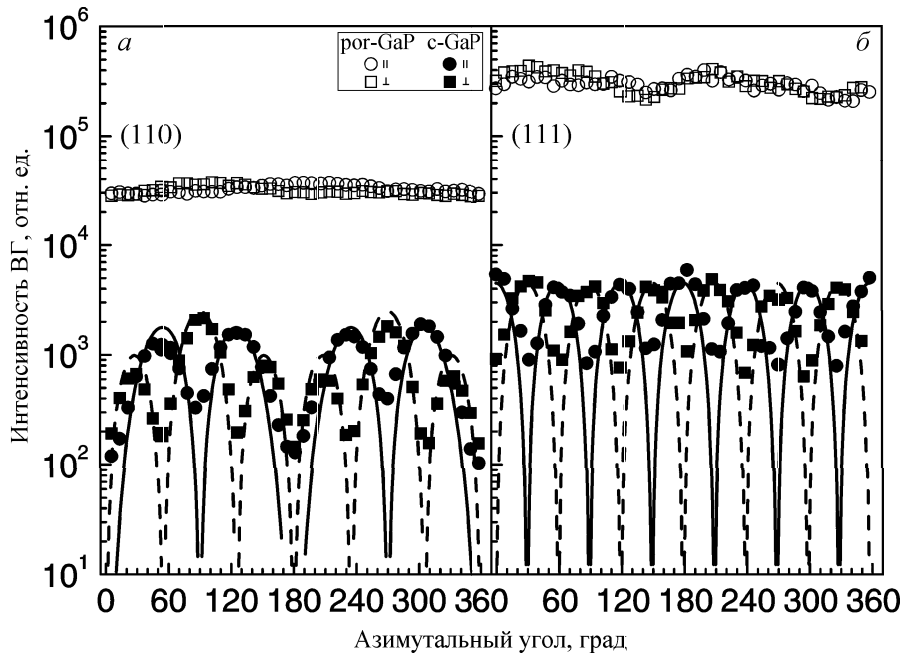 10^6
а
por-GaP c-GaP
○ || ● ||
□ ⊥ ■ ⊥
б
10^5
(110)
(111)
10^4
10^3
10^2
10^1
Интенсивность ВГ, отн. ед.
0 60 120 180 240 300 360 60 120 180 240 300 360
Азимутальный угол, град